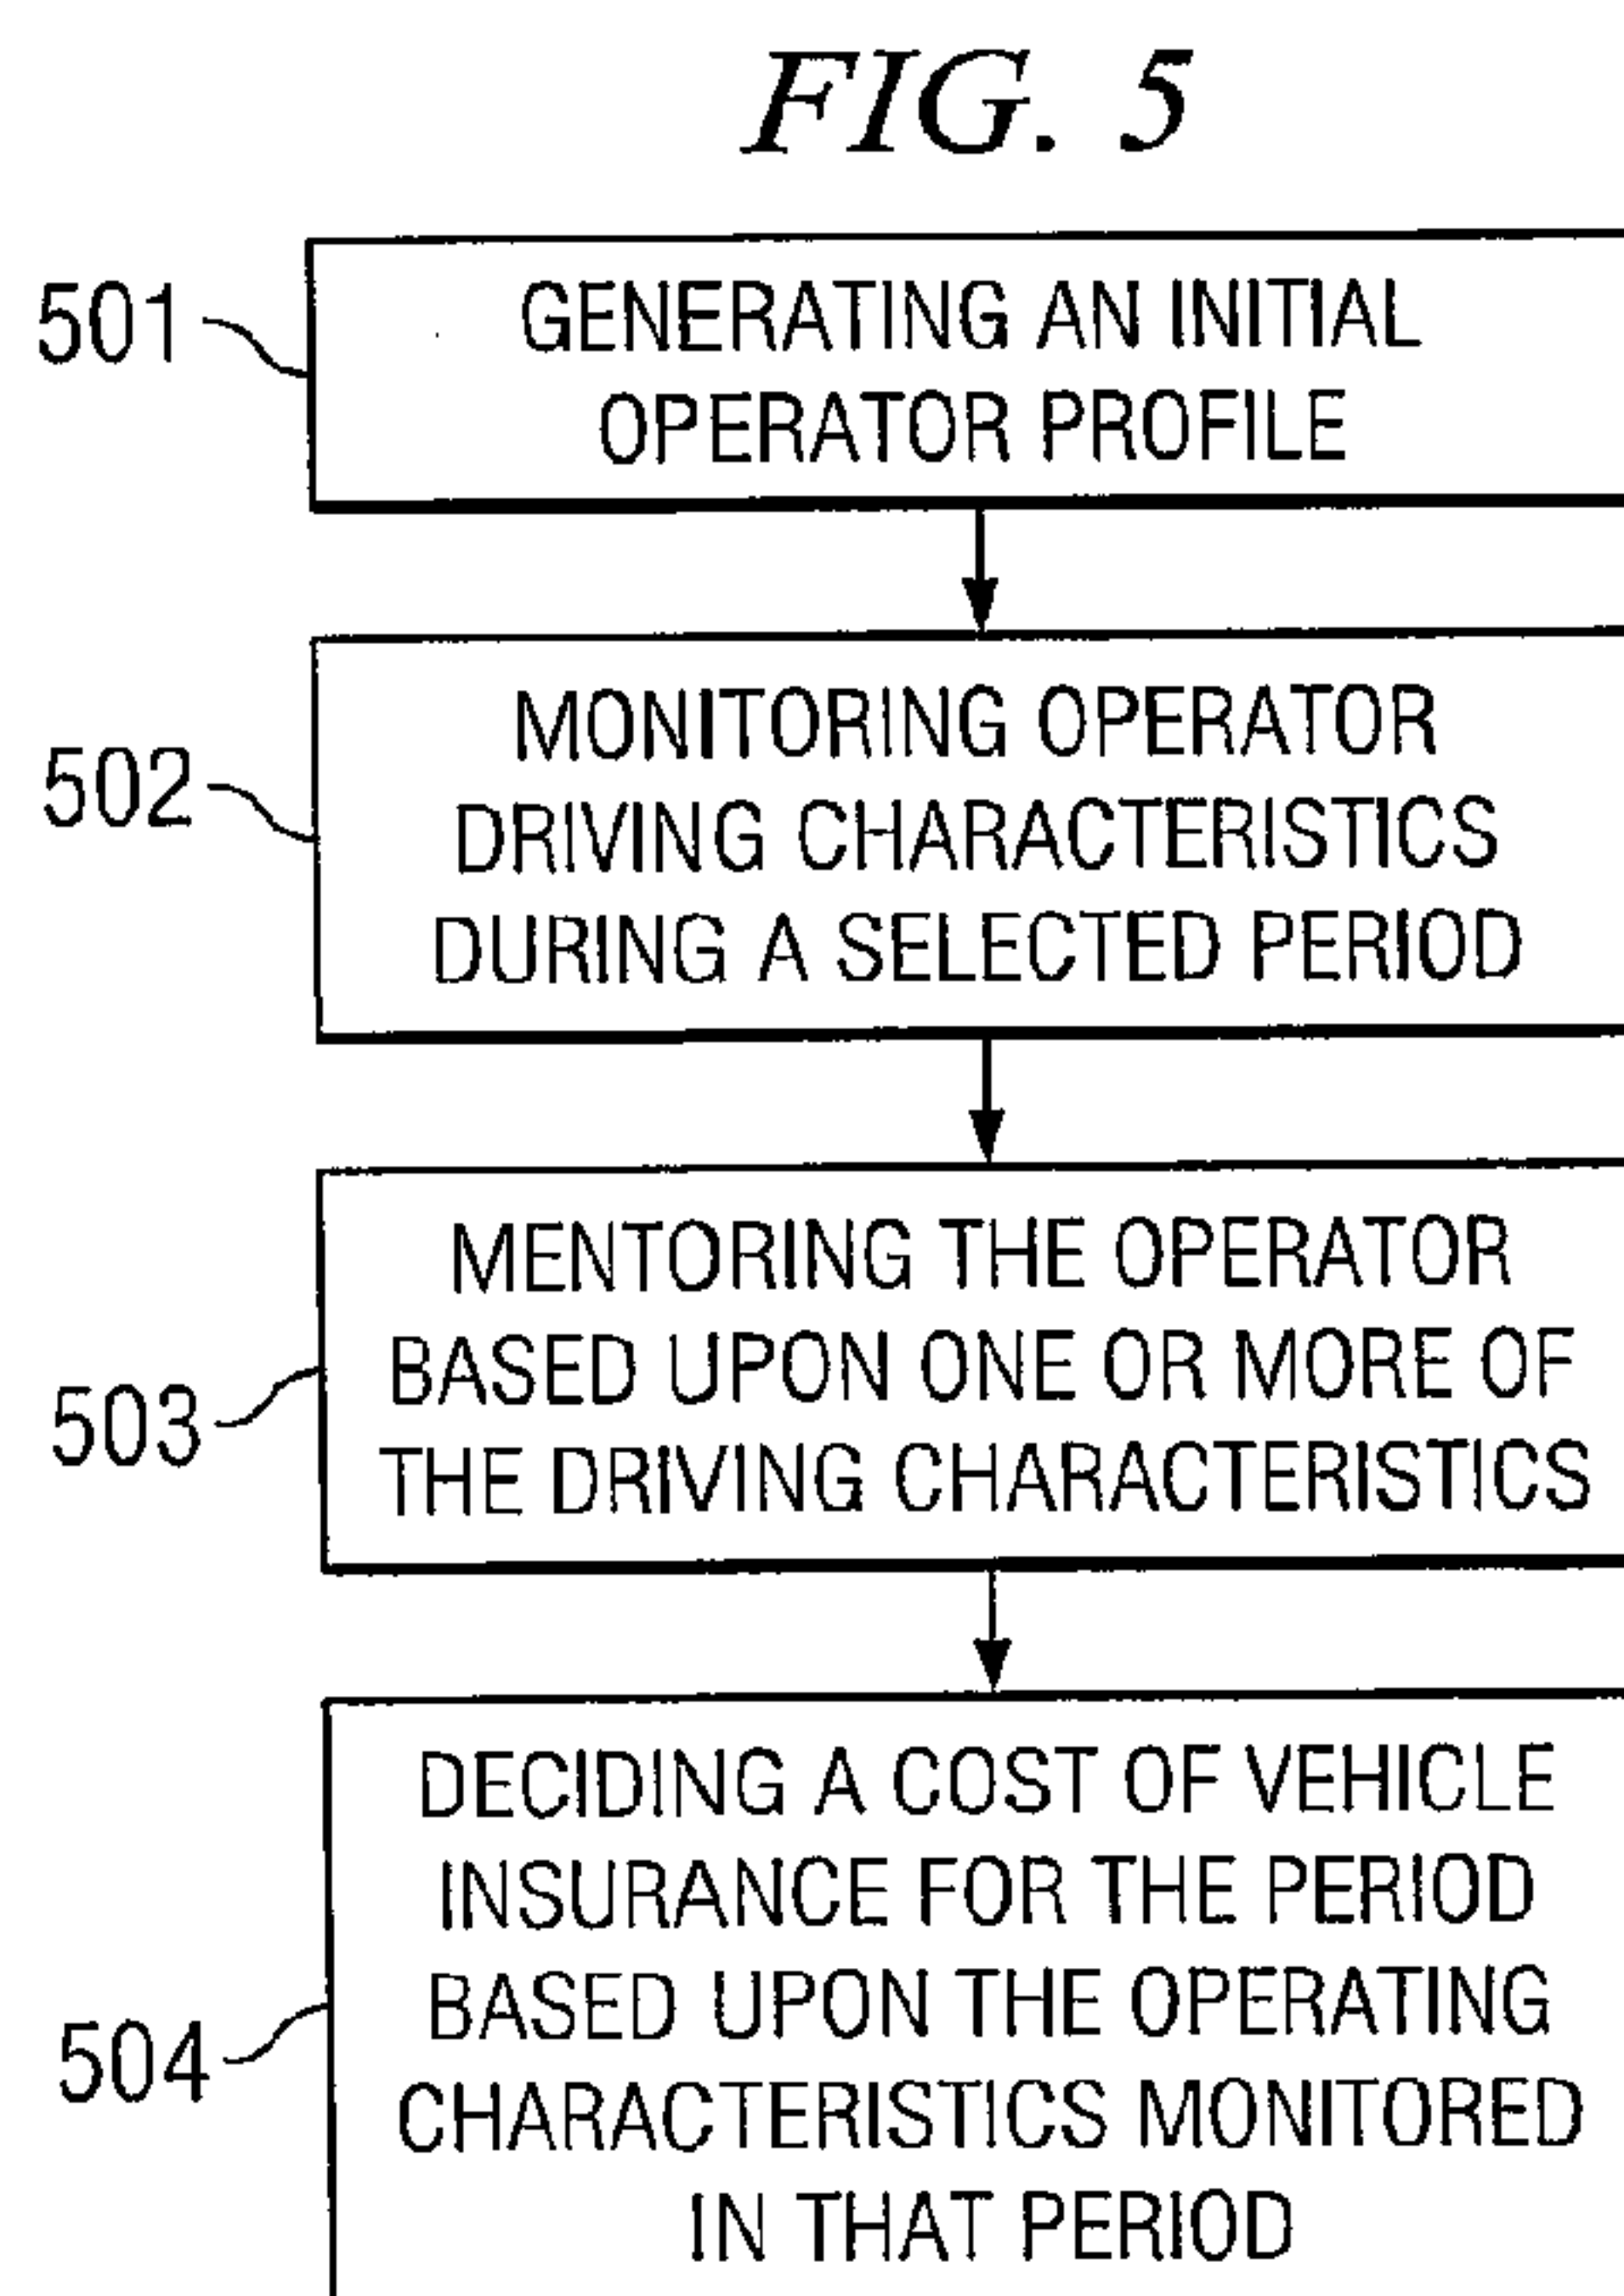 FIG. 5
501
GENERATING AN INITIAL
OPERATOR PROFILE
502
MONITORING OPERATOR
DRIVING CHARACTERISTICS
DURING A SELECTED PERIOD
503
MENTORING THE OPERATOR
BASED UPON ONE OR MORE OF
THE DRIVING CHARACTERISTICS
504
DECIDING A COST OF VEHICLE
INSURANCE FOR THE PERIOD
BASED UPON THE OPERATING
CHARACTERISTICS MONITORED
IN THAT PERIOD